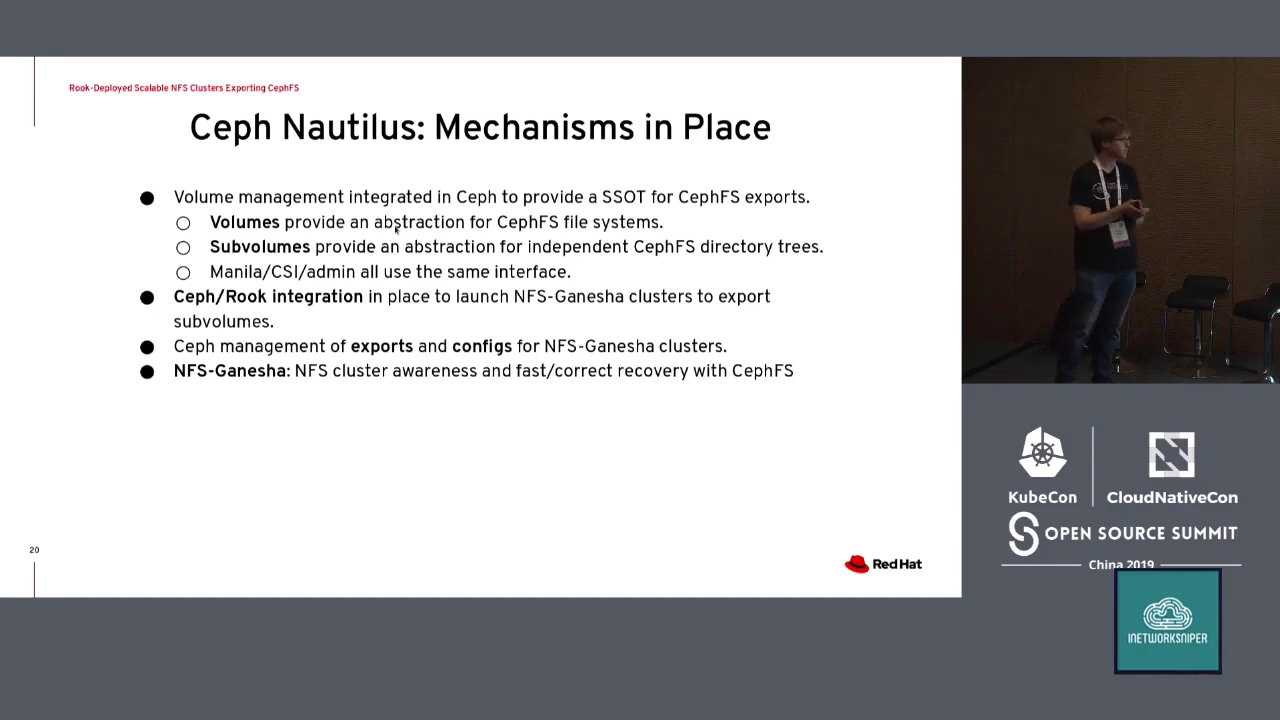 Rook-Deployed Scalable NFS Clusters Exporting CephFS
Ceph Nautilus: Mechanisms in Place
● Volume management integrated in Ceph to provide a SSOT for CephFS exports.
○ Volumes provide an abstraction for CephFS file systems.
○ Subvolumes provide an abstraction for independent CephFS directory trees.
○ Manila/CSI/admin all use the same interface.
● Ceph/Rook integration in place to launch NFS-Ganesha clusters to export
subvolumes.
● Ceph management of exports and configs for NFS-Ganesha clusters.
● NFS-Ganesha: NFS cluster awareness and fast/correct recovery with CephFS
20
Red Hat
KubeCon
CloudNativeCon
OPEN SOURCE SUMMIT
China 2019
INETWORKSNIPER